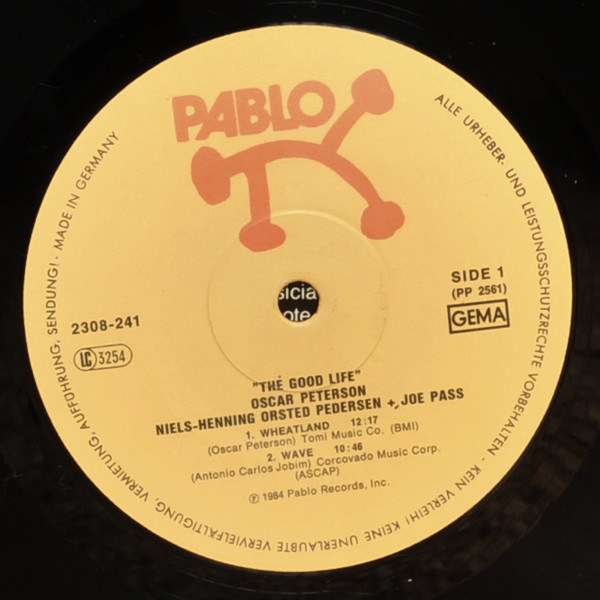 PABLO
ALLE URHEBER- UND LEISTUNGSSCHUTZRECHTE VORBEHALTEN - KEIN VERLEIH! KEINE UNERLAUBTE VERVIELFÄLTIGUNG, VERMIETUNG, AUFFÜHRUNG, SENDUNG! · MADE IN GERMANY
SIDE 1
(PP 2561)
GEMA
2308-241
LC 3254
sicia
ote
"THE GOOD LIFE"
OSCAR PETERSON
NIELS-HENNING ORSTED PEDERSEN +, JOE PASS
1. WHEATLAND 12:17
(Oscar Peterson) Tomi Music Co. (BMI)
2. WAVE 10:46
(Antonio Carlos Jobim) Corcovado Music Corp.
(ASCAP)
℗ 1984 Pablo Records, Inc.